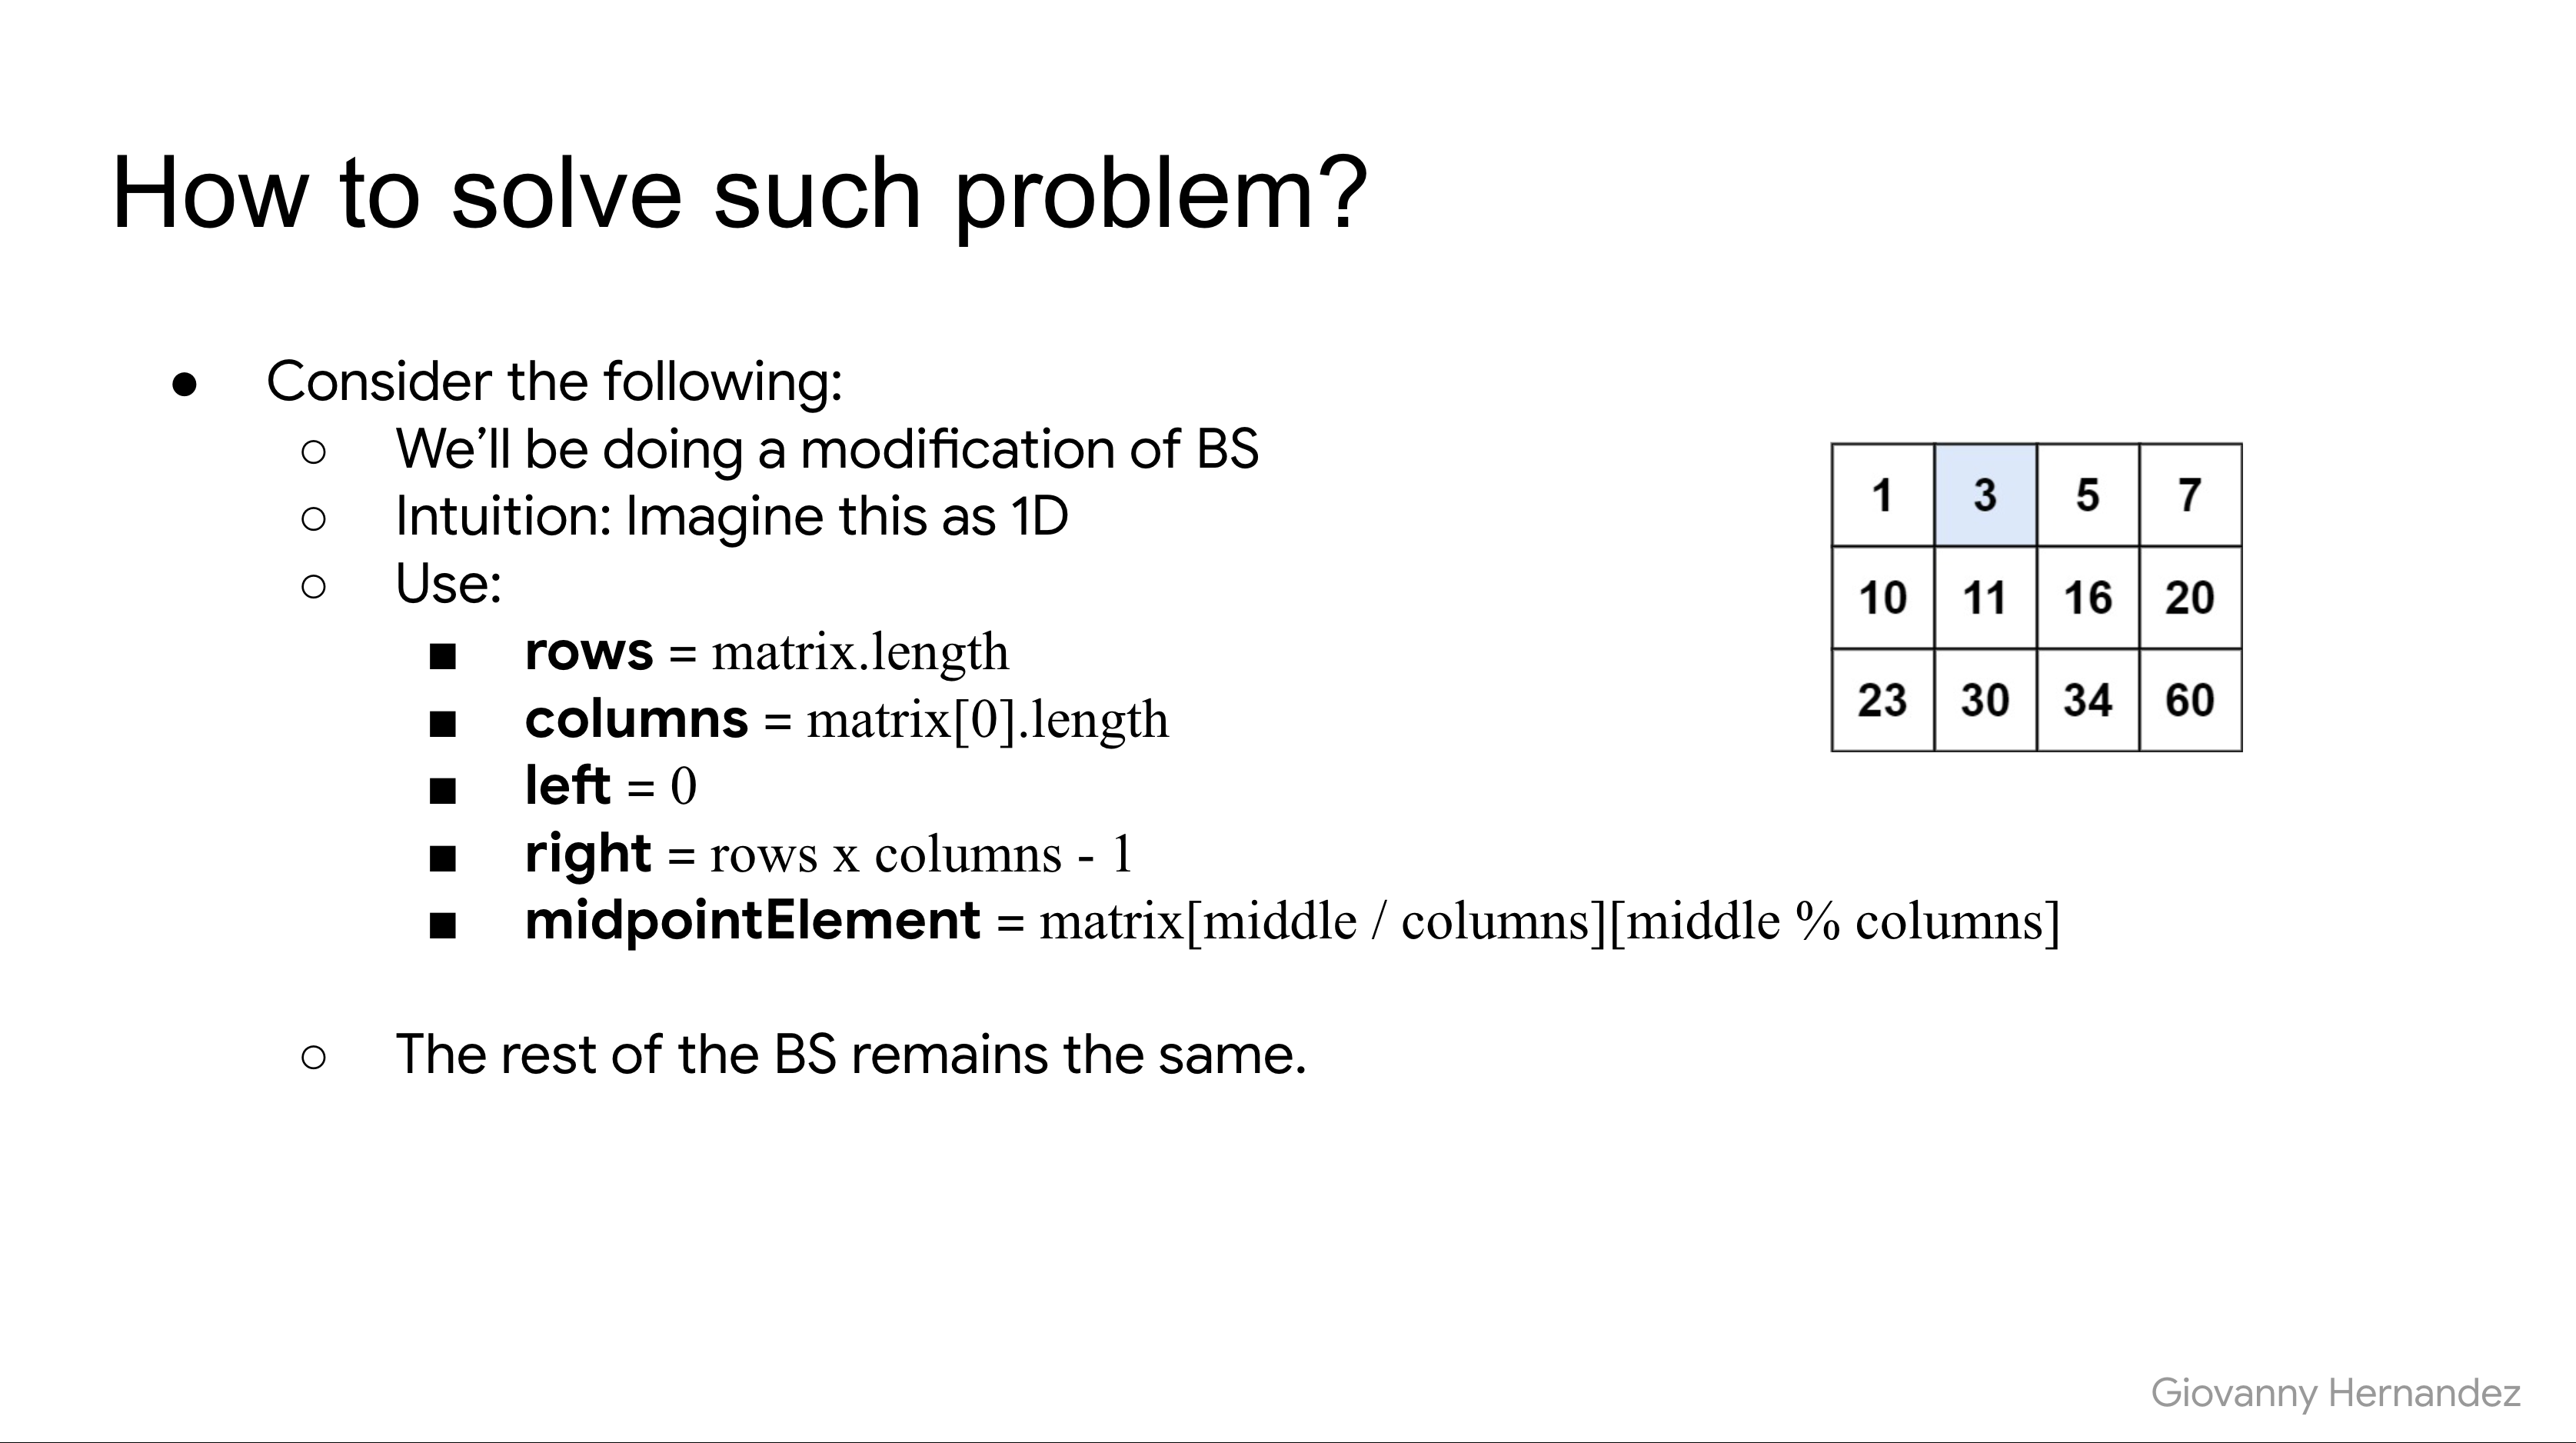 How to solve such problem?
● Consider the following:
○ We’ll be doing a modification of BS
○ Intuition: Imagine this as 1D
○ Use:
■ rows = matrix.length
■ columns = matrix[0].length
■ left = 0
■ right = rows x columns - 1
■ midpointElement = matrix[middle / columns][middle % columns]
○ The rest of the BS remains the same.
1 3 5 7
10 11 16 20
23 30 34 60
Giovanny Hernandez